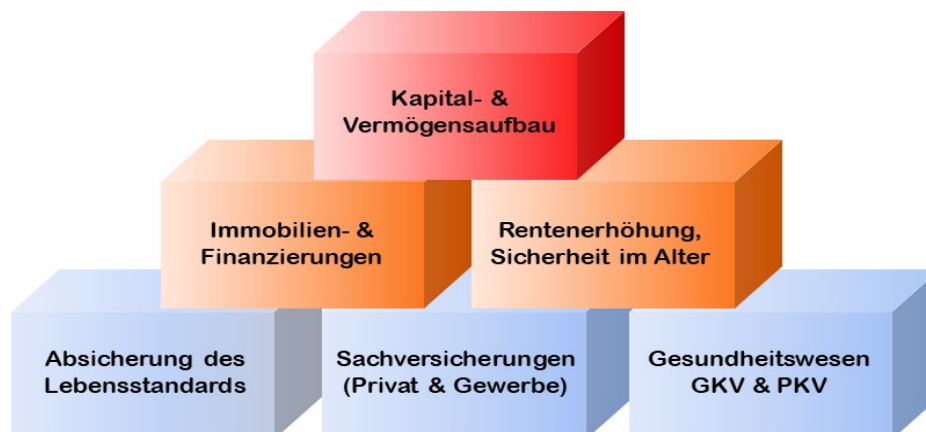 Kapital- &
Vermögensaufbau
Immobilien- &
Finanzierungen
Rentenerhöhung,
Sicherheit im Alter
Absicherung des
Lebensstandards
Sachversicherungen
(Privat & Gewerbe)
Gesundheitswesen
GKV & PKV